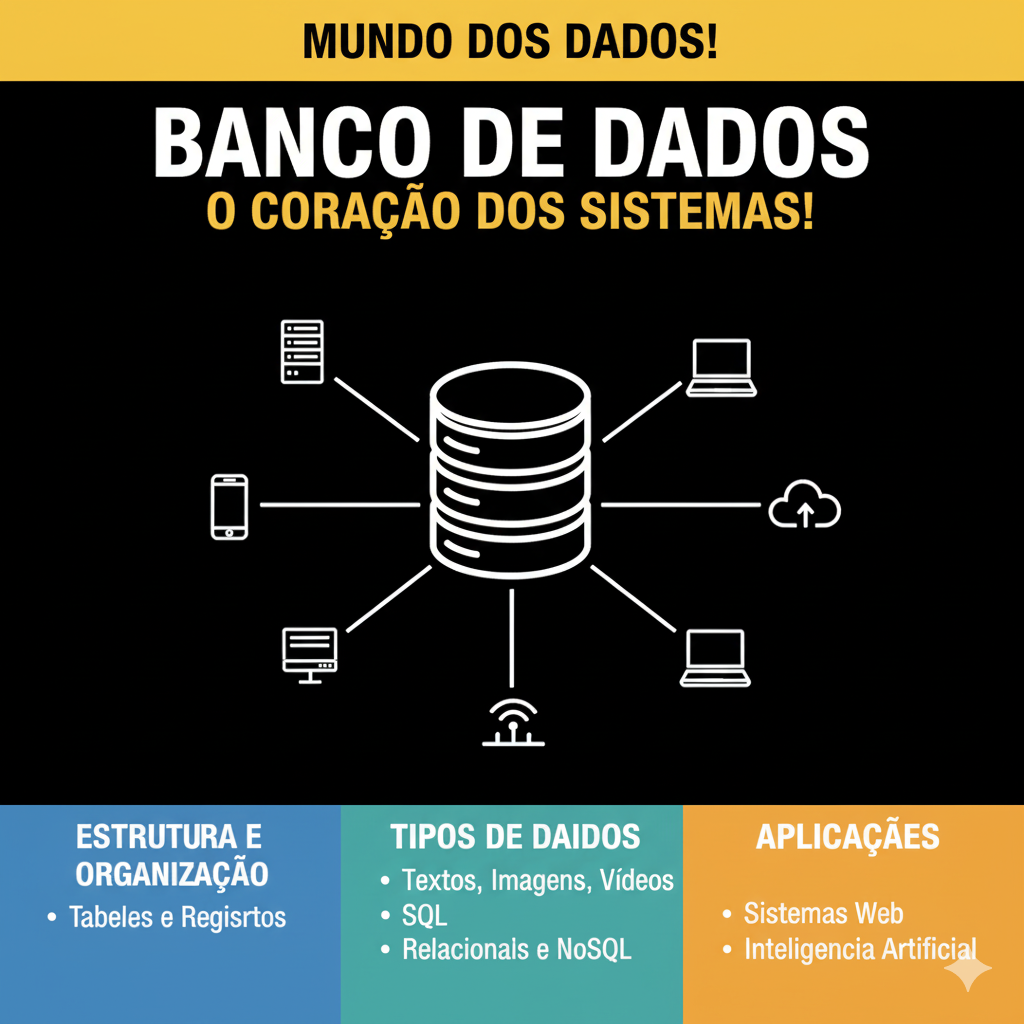 MUNDO DOS DADOS!
BANCO DE DADOS
O CORAÇÃO DOS SISTEMAS!
ESTRUTURA E
ORGANIZAÇÃO
• Tabeles e Regisrtos
TIPOS DE DAIDOS
• Textos, Imagens, Vídeos
• SQL
• Relacionals e NoSQL
APLICAÇÃES
• Sistemas Web
• Inteligencia Artificial